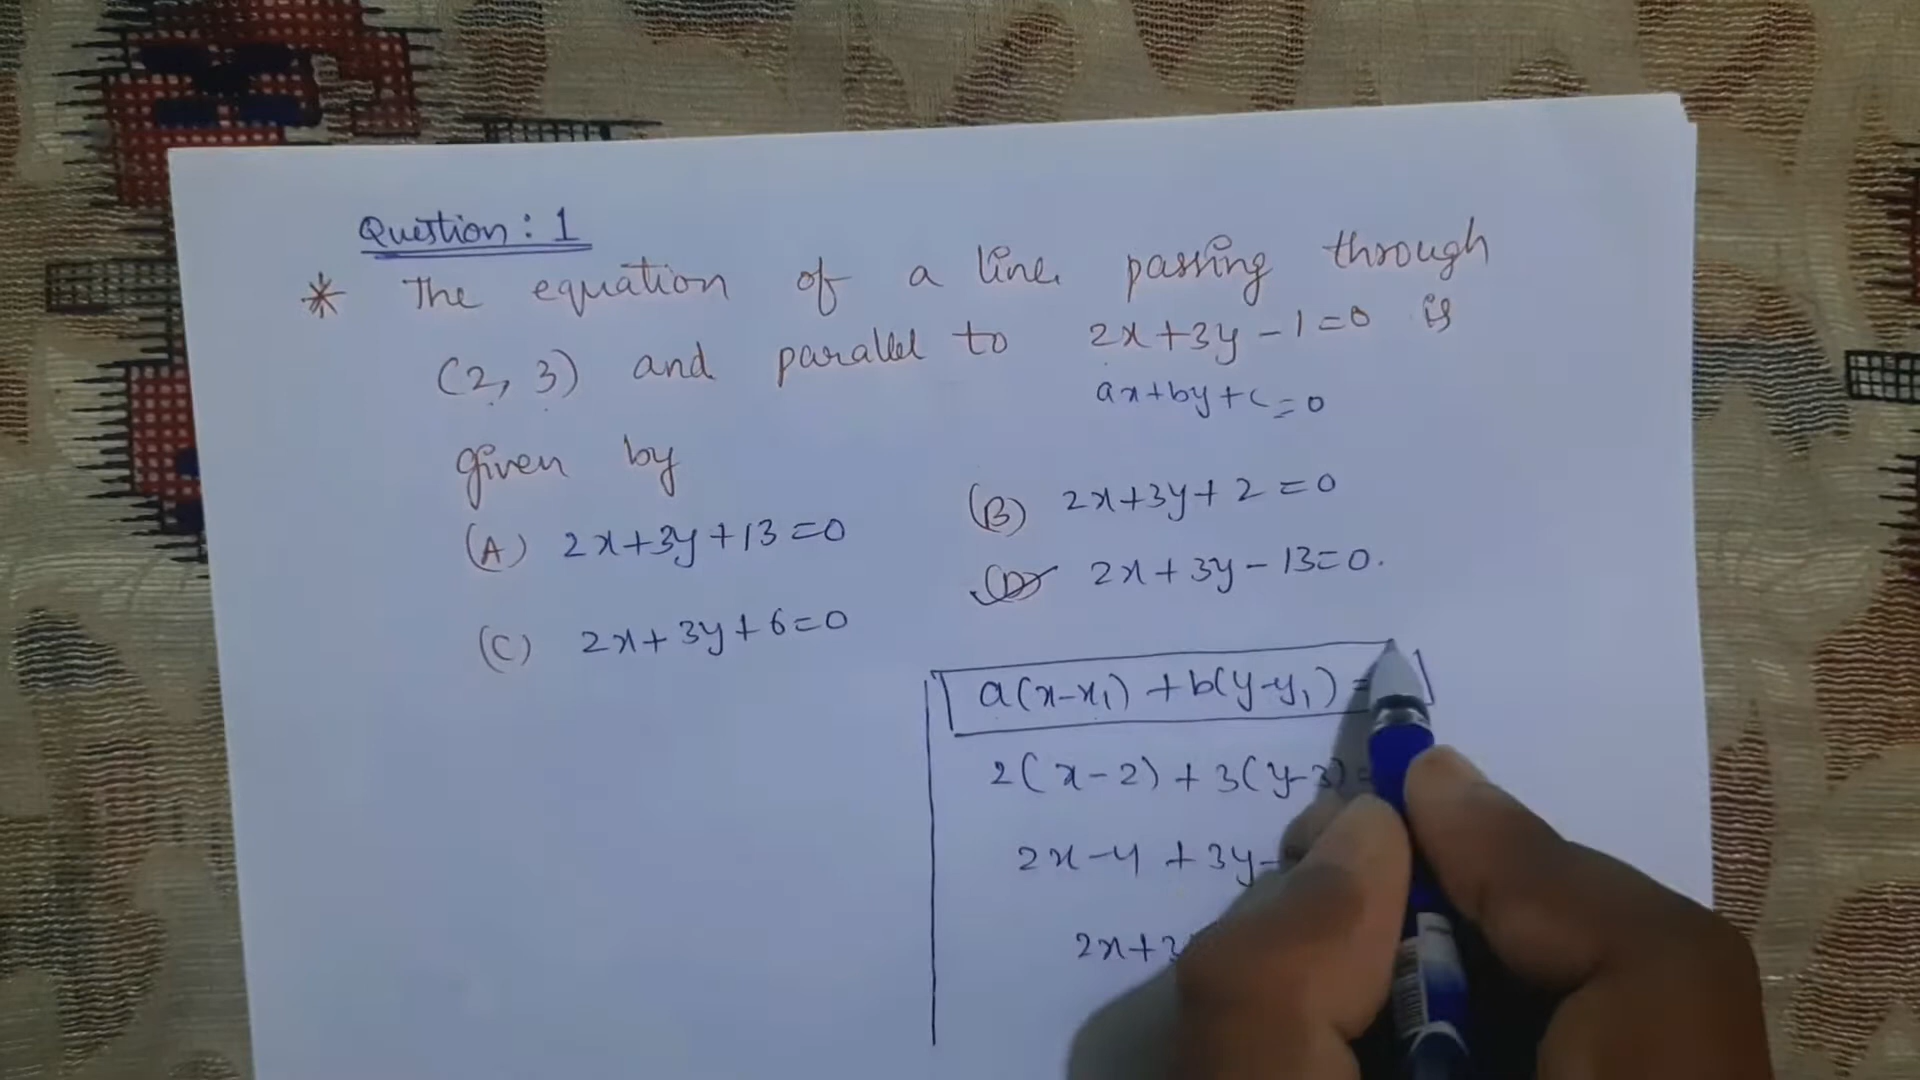 Question: 1
* The equation of a line passing through
(2, 3) and parallel to 2x+3y-1=0 is
ax+by+c=0
given by
(A) 2x+3y+13=0
(B) 2x+3y+2=0
(C) 2x+3y+6=0
(D) 2x+3y-13=0.
a(x-x₁)+b(y-y₁)=
2(x-2)+3(y-3)=
2x-4+3y-
2x+3